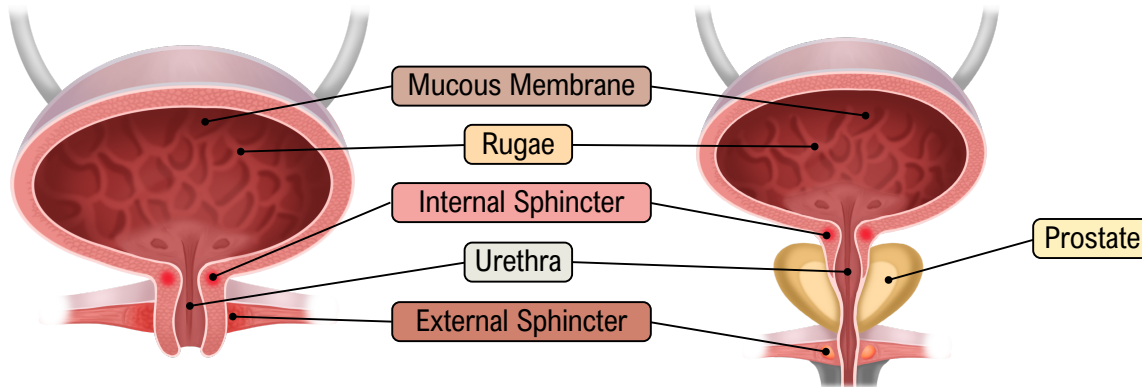 Mucous Membrane
Rugae
Internal Sphincter
Prostate
Urethra
External Sphincter